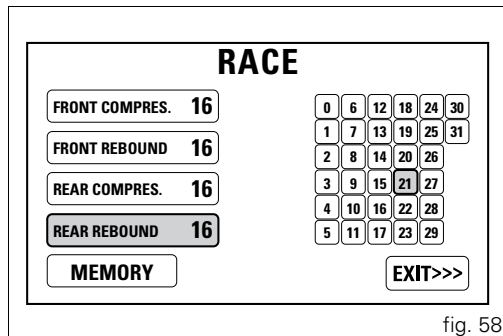 RACE
FRONT COMPRES. 16
FRONT REBOUND 16
REAR COMPRES. 16
REAR REBOUND 16
MEMORY
0 6 12 18 24 30
1 7 13 19 25 31
2 8 14 20 26
3 9 15 21 27
4 10 16 22 28
5 11 17 23 29
EXIT>>>
fig. 58